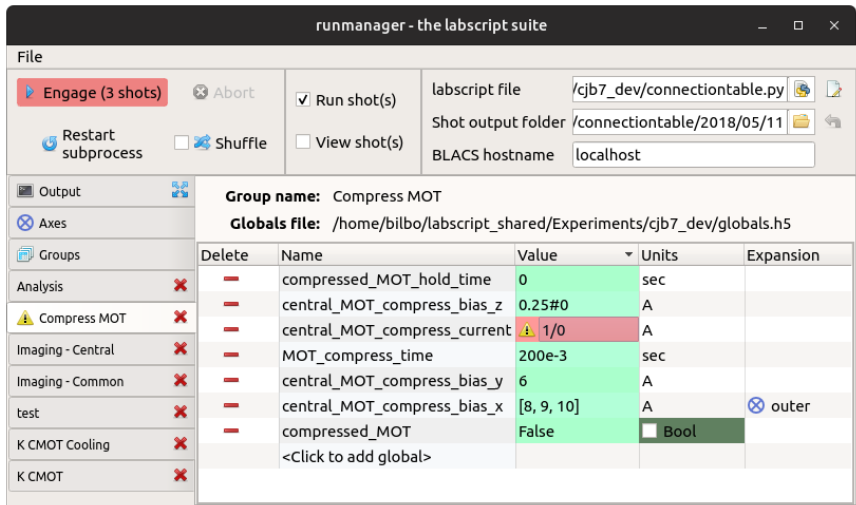 runmanager - the labscript suite
File
Engage (3 shots)
Abort
Restart
subprocess
Shuffle
Run shot(s)
View shot(s)
labscript file
/cjb7_dev/connectiontable.py
Shot output folder
/connectiontable/2018/05/11
BLACS hostname
localhost
Output
Axes
Groups
Analysis
Compress MOT
Imaging - Central
Imaging - Common
test
K CMOT Cooling
K CMOT
Group name: Compress MOT
Globals file: /home/bilbo/labscript_shared/Experiments/cjb7_dev/globals.h5
Delete Name Value Units Expansion
compressed_MOT_hold_time 0 sec
central_MOT_compress_bias_z 0.25#0 A
central_MOT_compress_current 1/0 A
MOT_compress_time 200e-3 sec
central_MOT_compress_bias_y 6 A
central_MOT_compress_bias_x [8, 9, 10] A outer
compressed_MOT False Bool
<Click to add global>